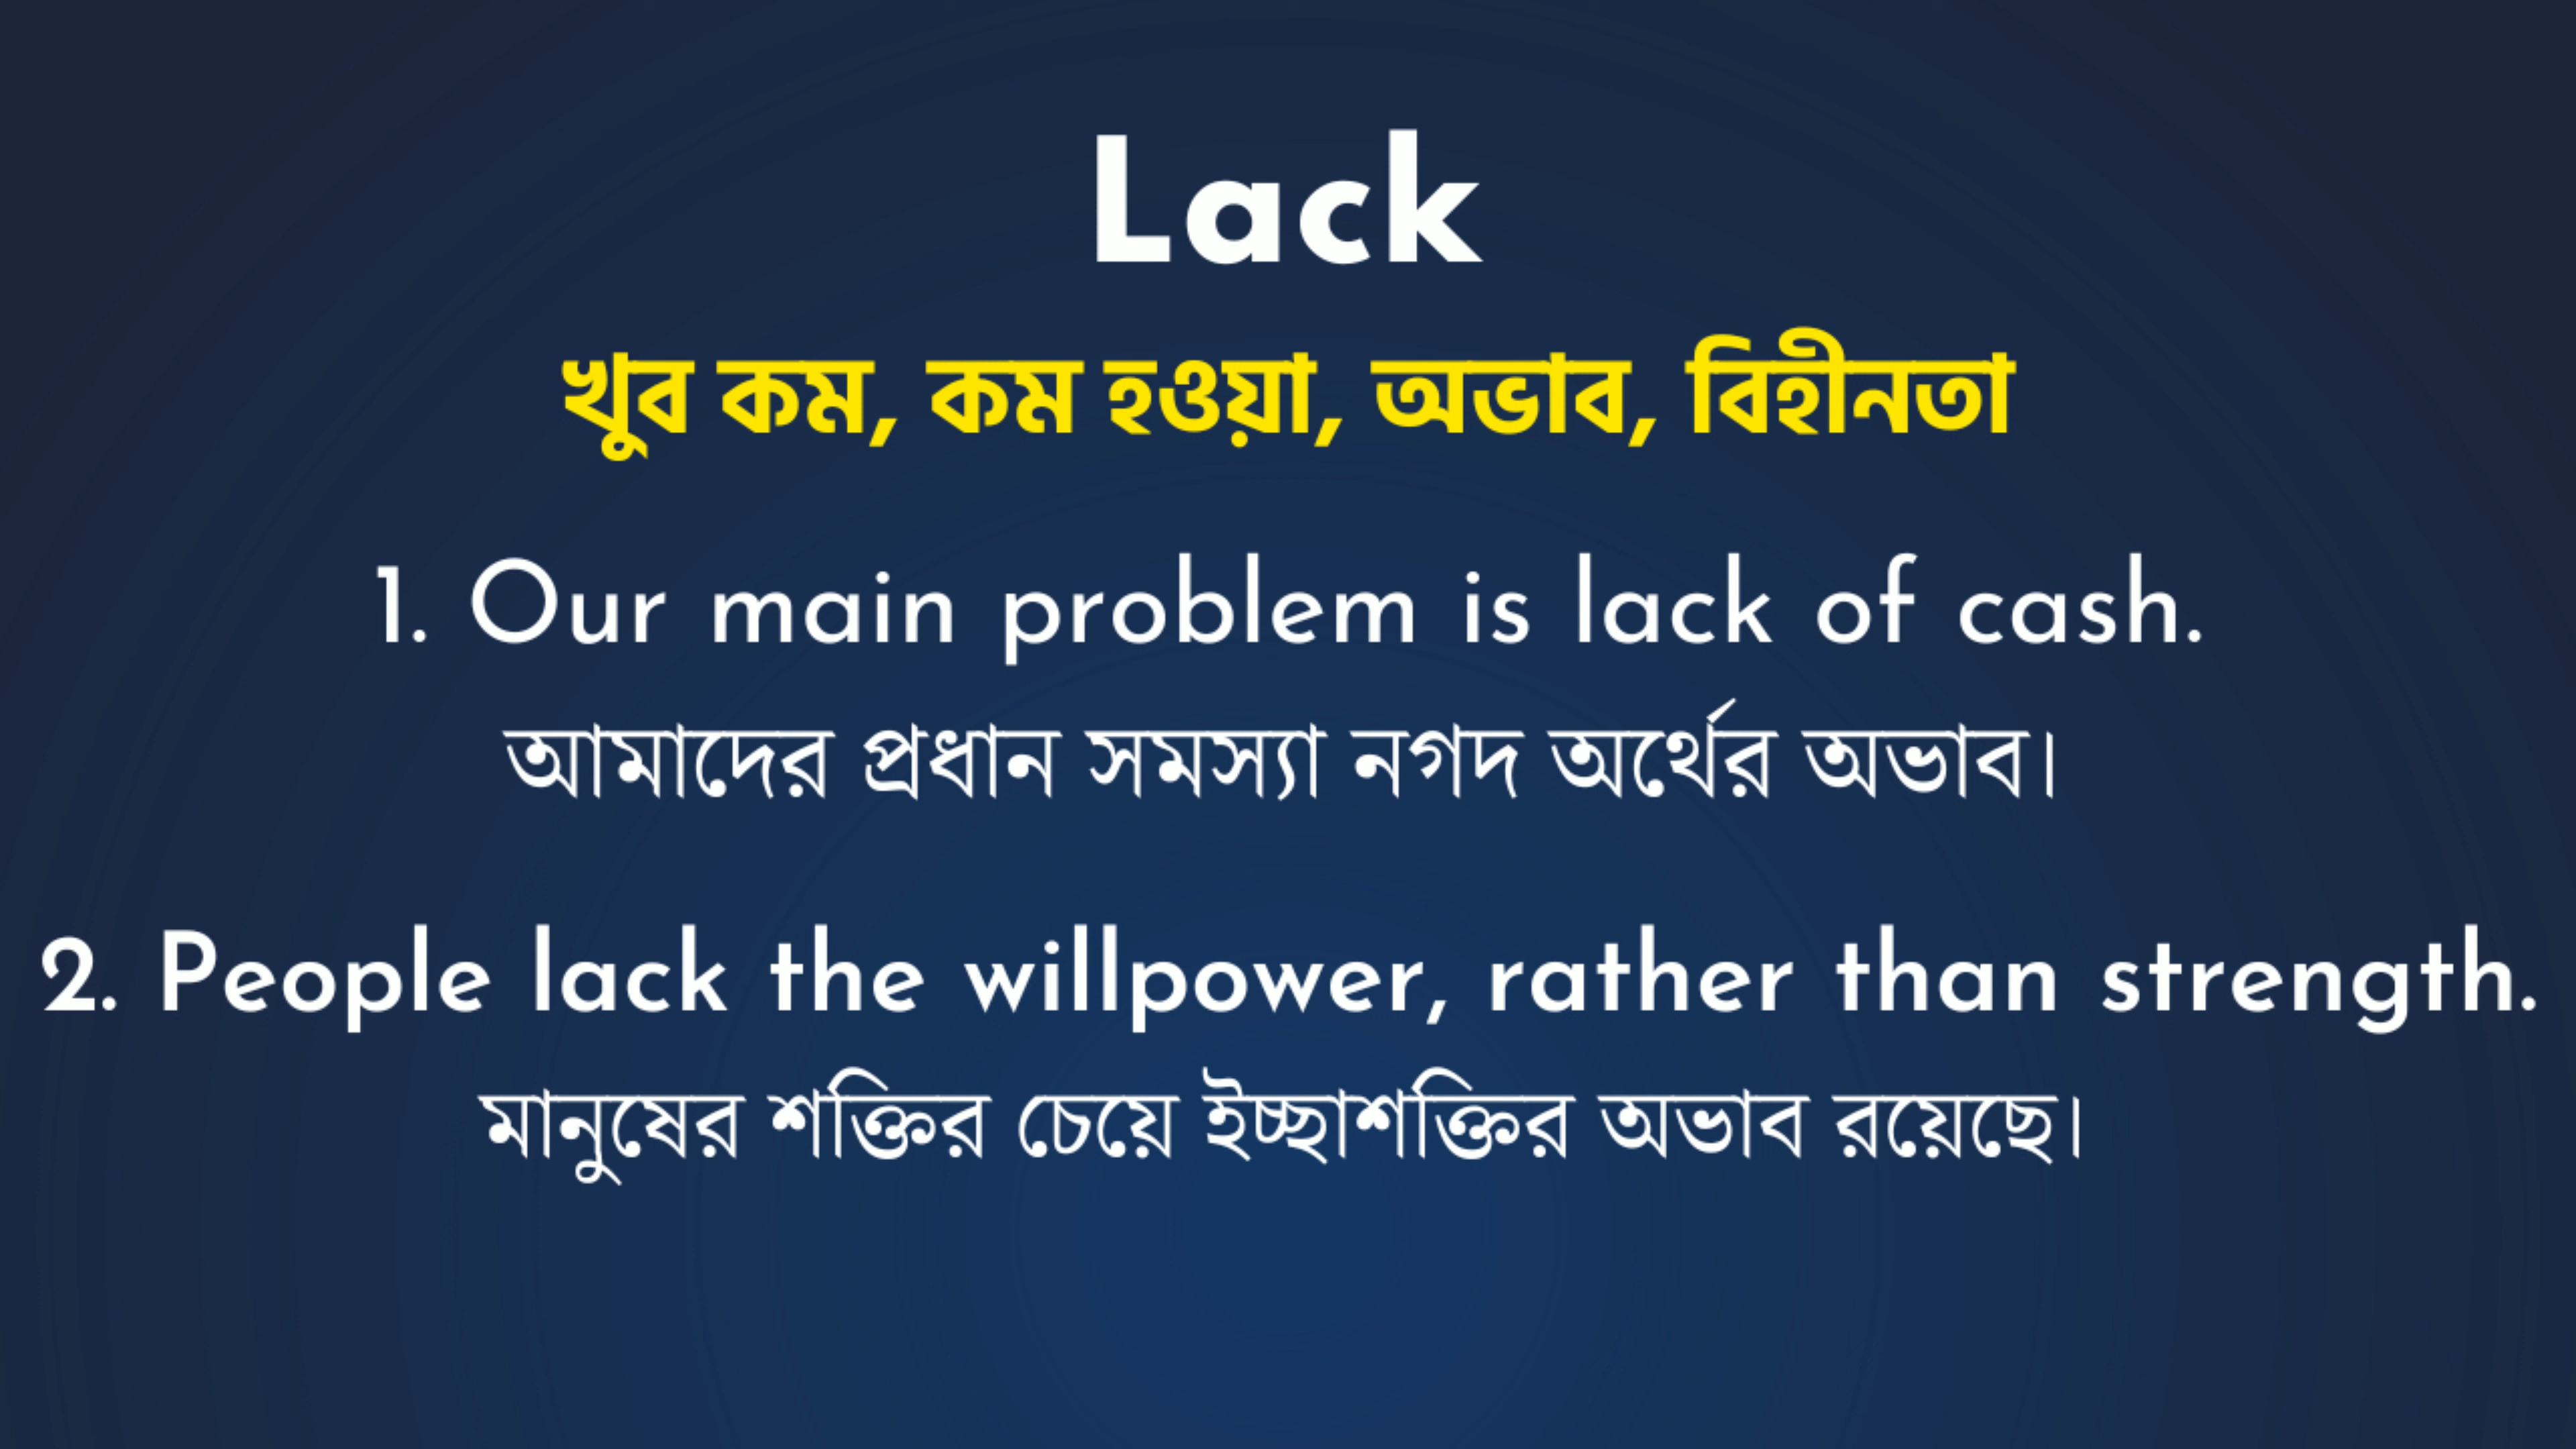 Lack
খুব কম, কম হওয়া, অভাব, বিহীনতা
1. Our main problem is lack of cash.
আমাদের প্রধান সমস্যা নগদ অর্থের অভাব।
2. People lack the willpower, rather than strength.
মানুষের শক্তির চেয়ে ইচ্ছাশক্তির অভাব রয়েছে।